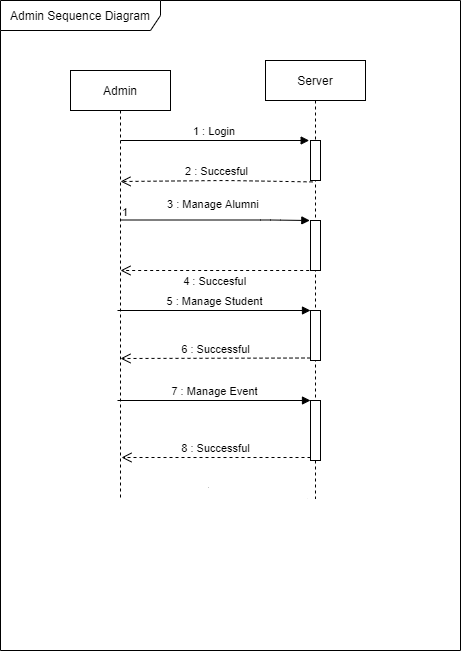 Admin Sequence Diagram
Server
Admin
1 : Login
2 : Succesful
3 : Manage Alumni
1
4 : Succesful
5 : Manage Student
6 : Successful
7 : Manage Event
8 : Successful